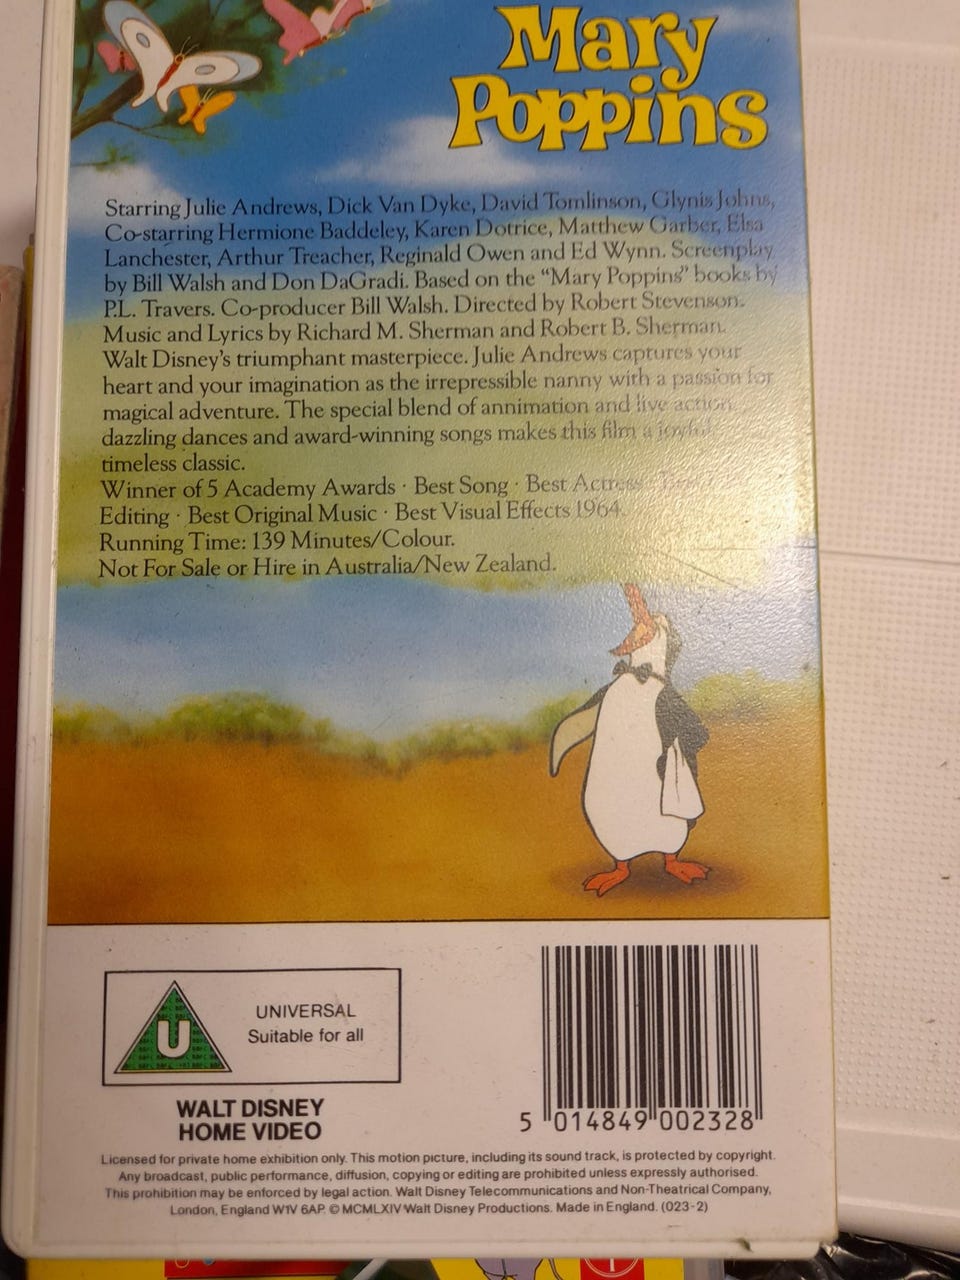 Mary
Poppins
Starring Julie Andrews, Dick Van Dyke, David Tomlinson, Glynis Johns,
Co-starring Hermione Baddeley, Karen Dotrice, Matthew Garber, Elsa
Lanchester, Arthur Treacher, Reginald Owen and Ed Wynn. Screenplay
by Bill Walsh and Don DaGradi. Based on the “Mary Poppins” books by
P.L. Travers. Co-producer Bill Walsh. Directed by Robert Stevenson.
Music and Lyrics by Richard M. Sherman and Robert B. Sherman.
Walt Disney's triumphant masterpiece. Julie Andrews captures your
heart and your imagination as the irrepressible nanny with a passion for
magical adventure. The special blend of annimation and live action,
dazzling dances and award-winning songs makes this film a joyful,
timeless classic.
Winner of 5 Academy Awards · Best Song · Best Actress ·
Editing · Best Original Music · Best Visual Effects 1964.
Running Time: 139 Minutes/Colour.
Not For Sale or Hire in Australia/New Zealand.
U
UNIVERSAL
Suitable for all
WALT DISNEY
HOME VIDEO
5 014849 002328
Licensed for private home exhibition only. This motion picture, including its sound track, is protected by copyright.
Any broadcast, public performance, diffusion, copying or editing are prohibited unless expressly authorised.
This prohibition may be enforced by legal action. Walt Disney Telecommunications and Non-Theatrical Company,
London, England W1V 6AP. © MCMLXIV Walt Disney Productions. Made in England. (023-2)